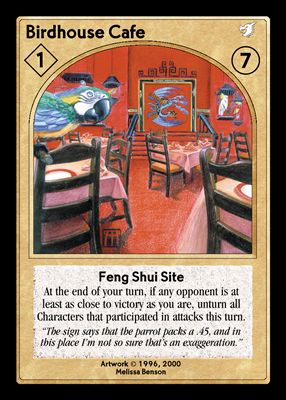 Birdhouse Cafe
1
7
Feng Shui Site
At the end of your turn, if any opponent is at
least as close to victory as you are, unturn all
Characters that participated in attacks this turn.
"The sign says that the parrot packs a .45, and in
this place I'm not so sure that's an exaggeration."
Artwork © 1996, 2000
Melissa Benson